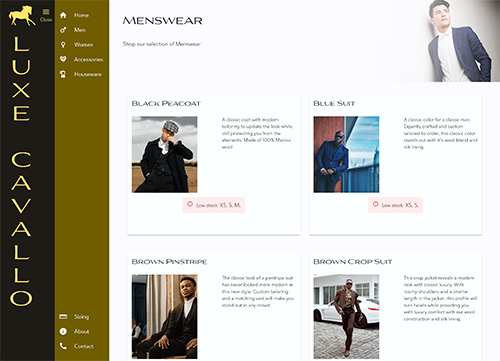 Close
LUXE CAVALLO
Home
Men
Women
Accessories
Houseware
Sizing
About
Contact
Menswear
Shop our selection of Menswear
Black Peacoat
A classic coat with modern
tailoring to update the look while
still protecting you from the
elements. Made of 100% Merino
wool.
Low stock: XS, S, M,
Blue Suit
A classic color for a classic man.
Expertly crafted and custom
tailored to order, this classic color
stands out with it's wool blend and
silk lining.
Low stock: XS, S,
Brown Pinstripe
The classic look of a pinstripe suit
has never looked more modern in
this new style. Custom tailoring
and a matching vest will make you
stand out in any crowd.
Brown Crop Suit
This crop jacket reveals a modern
look with classic luxury. With
strong shoulders and a shorter
length in the jacket, this profile will
turn heads while providing you
with luxury comfort with our wool
construction and silk lining.